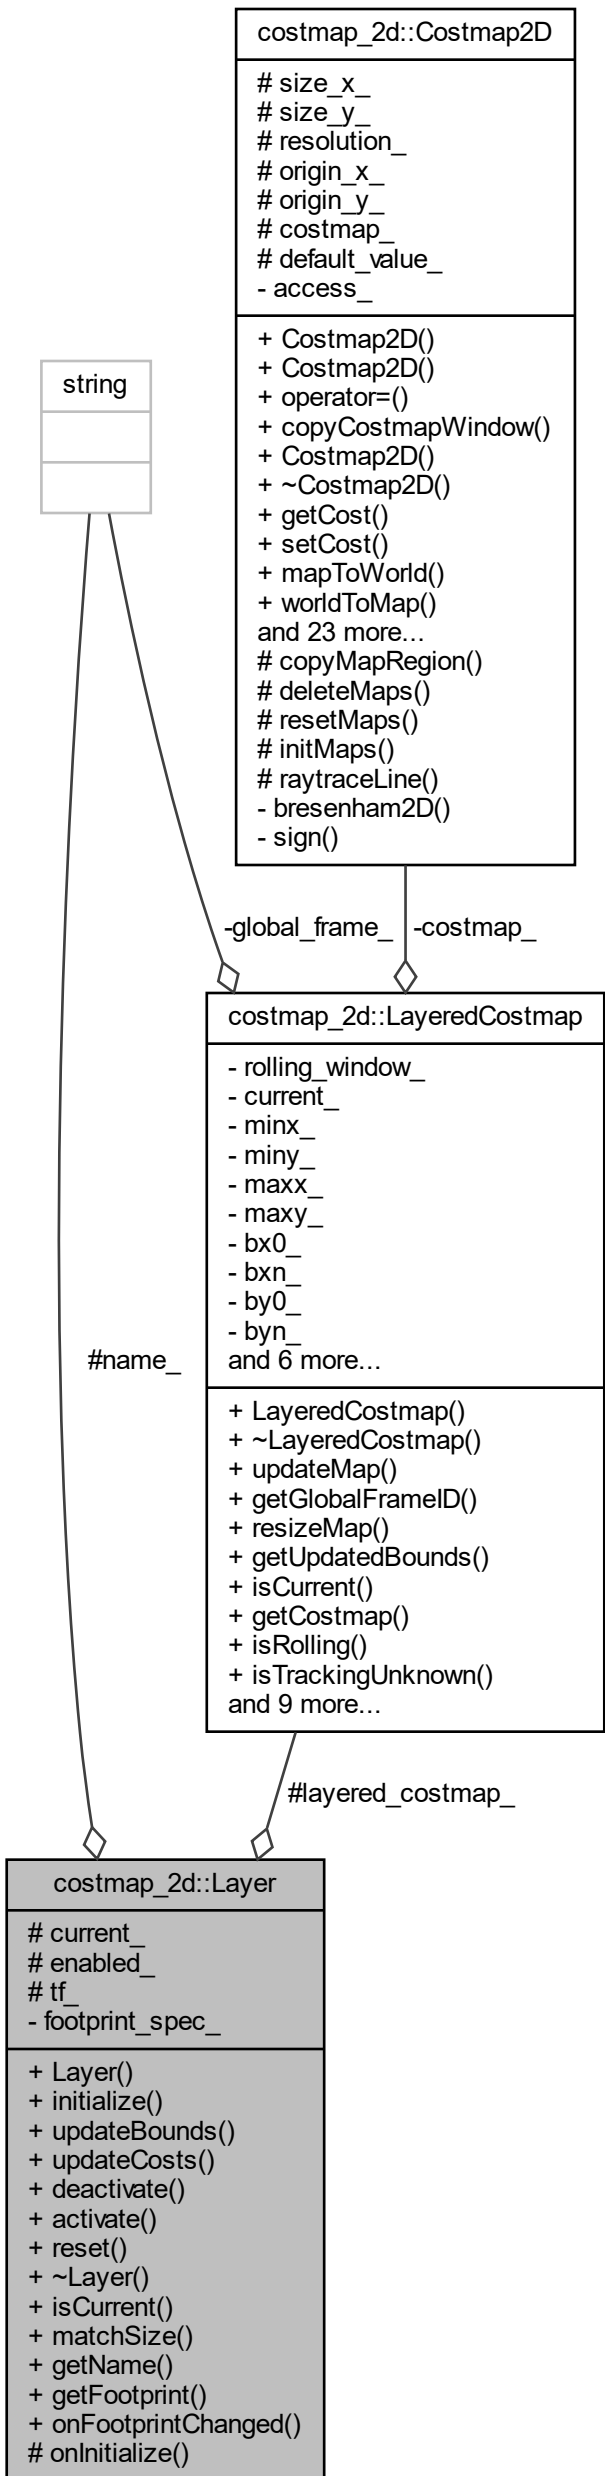 costmap_2d::Costmap2D
# size_x_
# size_y_
# resolution_
# origin_x_
# origin_y_
# costmap_
# default_value_
- access_
+ Costmap2D()
+ Costmap2D()
+ operator=()
+ copyCostmapWindow()
+ Costmap2D()
+ ~Costmap2D()
+ getCost()
+ setCost()
+ mapToWorld()
+ worldToMap()
and 23 more...
# copyMapRegion()
# deleteMaps()
# resetMaps()
# initMaps()
# raytraceLine()
- bresenham2D()
- sign()
string
-global_frame_
-costmap_
costmap_2d::LayeredCostmap
- rolling_window_
- current_
- minx_
- miny_
- maxx_
- maxy_
- bx0_
- bxn_
- by0_
- byn_
and 6 more...
+ LayeredCostmap()
+ ~LayeredCostmap()
+ updateMap()
+ getGlobalFrameID()
+ resizeMap()
+ getUpdatedBounds()
+ isCurrent()
+ getCostmap()
+ isRolling()
+ isTrackingUnknown()
and 9 more...
#name_
#layered_costmap_
costmap_2d::Layer
# current_
# enabled_
# tf_
- footprint_spec_
+ Layer()
+ initialize()
+ updateBounds()
+ updateCosts()
+ deactivate()
+ activate()
+ reset()
+ ~Layer()
+ isCurrent()
+ matchSize()
+ getName()
+ getFootprint()
+ onFootprintChanged()
# onInitialize()